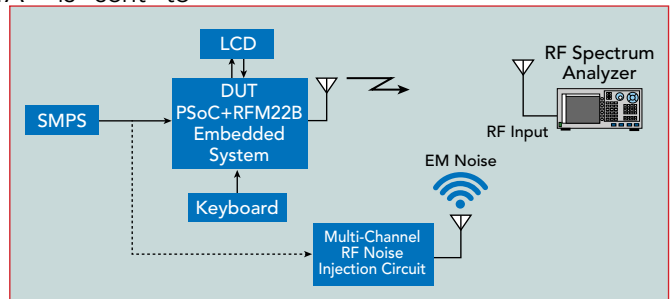 LCD
DUT
PSoC+RFM22B
Embedded
System
SMPS
Keyboard
RF Spectrum
Analyzer
RF Input
EM Noise
Multi-Channel
RF Noise
Injection Circuit